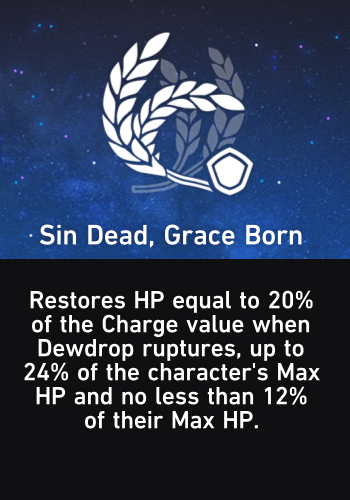 Sin Dead, Grace Born
Restores HP equal to 20%
of the Charge value when
Dewdrop ruptures, up to
24% of the character's Max
HP and no less than 12%
of their Max HP.